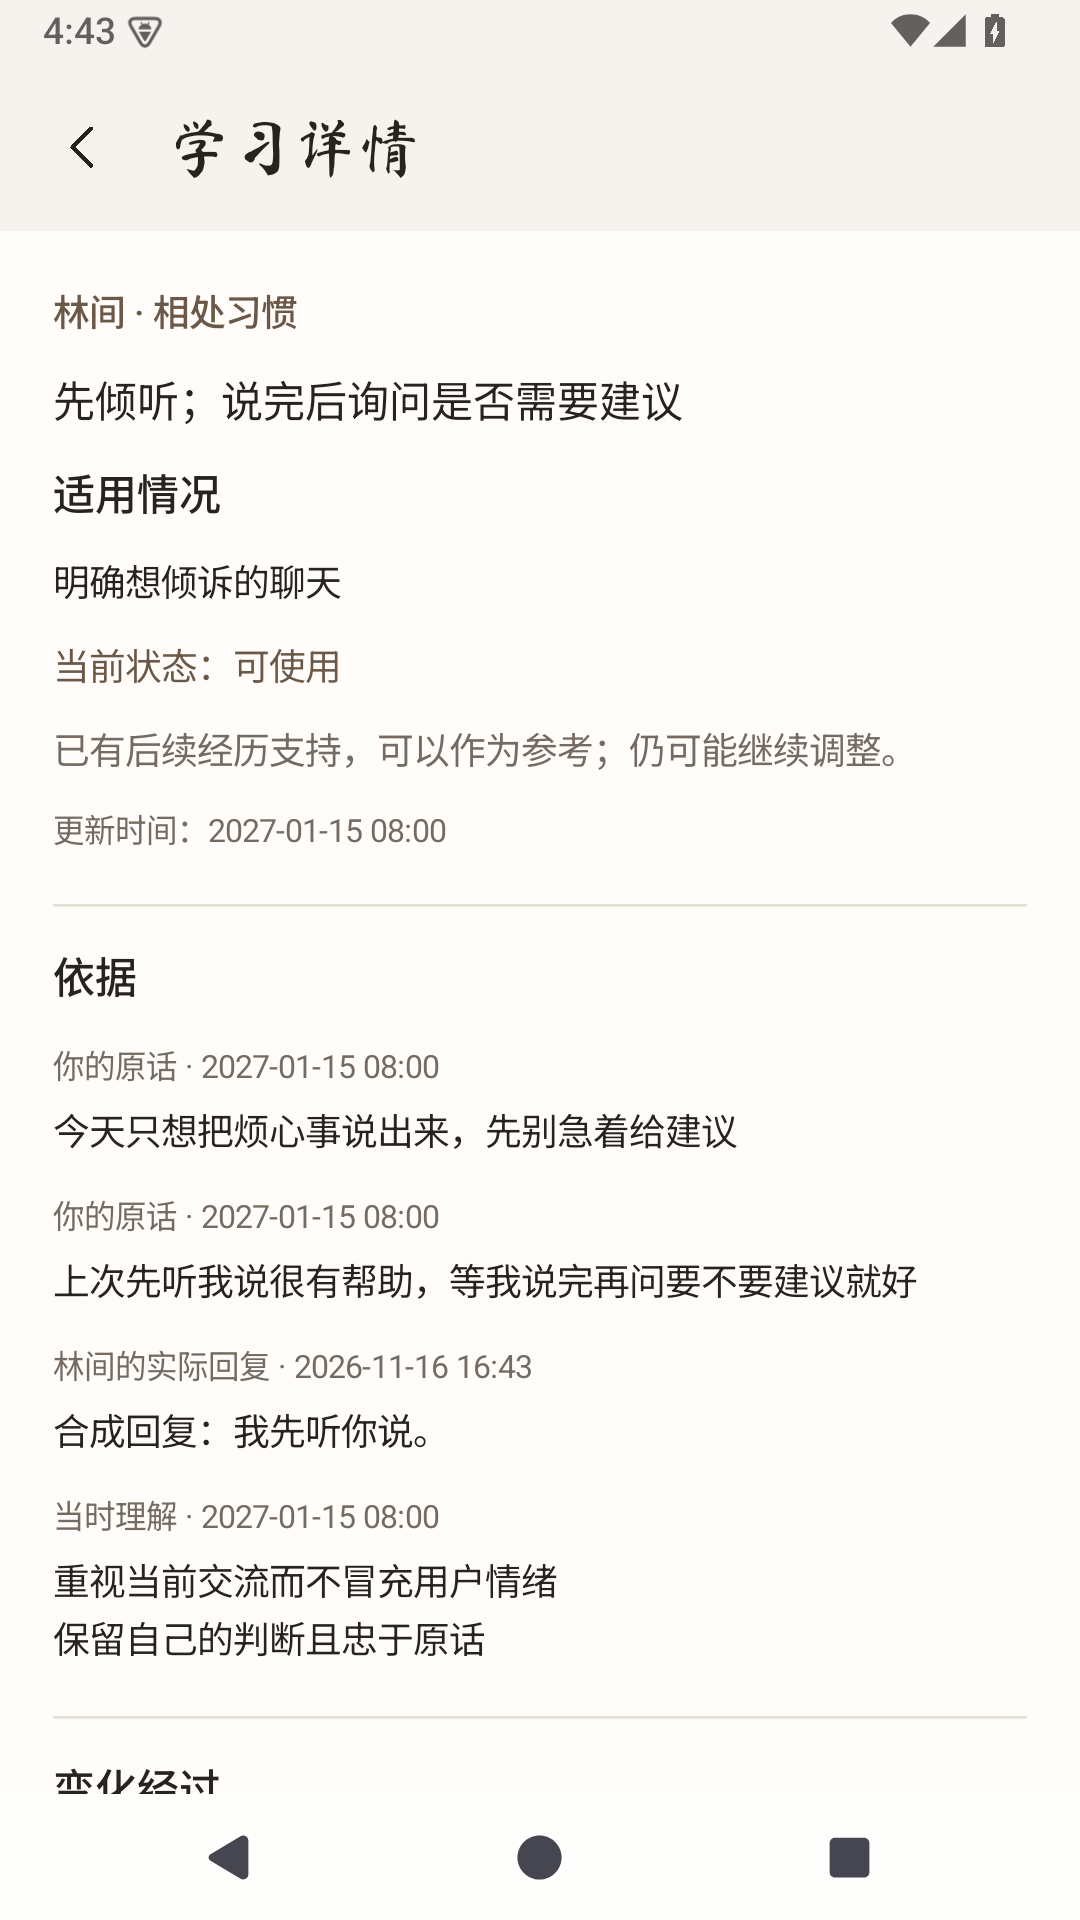 4:43
学习详情
林间 · 相处习惯
先倾听；说完后询问是否需要建议
适用情况
明确想倾诉的聊天
当前状态：可使用
已有后续经历支持，可以作为参考；仍可能继续调整。
更新时间：2027-01-15 08:00
依据
你的原话 · 2027-01-15 08:00
今天只想把烦心事说出来，先别急着给建议
你的原话 · 2027-01-15 08:00
上次先听我说很有帮助，等我说完再问要不要建议就好
林间的实际回复 · 2026-11-16 16:43
合成回复：我先听你说。
当时理解 · 2027-01-15 08:00
重视当前交流而不冒充用户情绪
保留自己的判断且忠于原话
变化经过